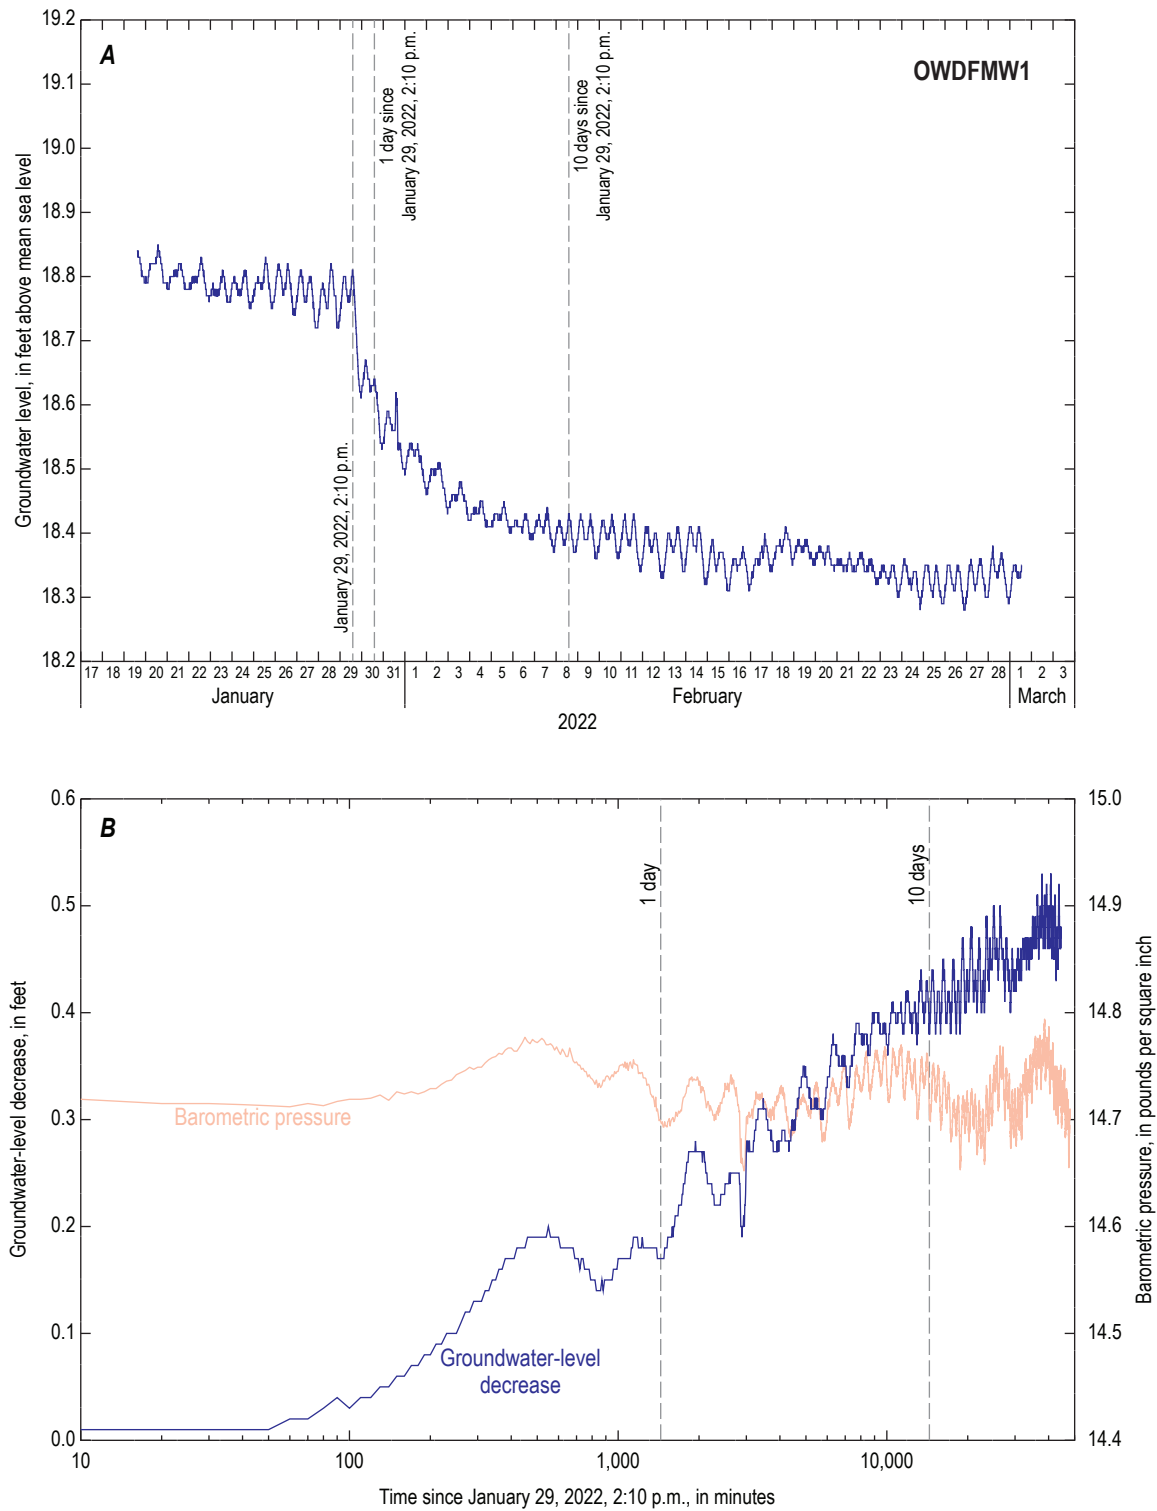 19.2
19.1
19.0
18.9
18.8
18.7
18.6
18.5
18.4
18.3
18.2
Groundwater level, in feet above mean sea level
A
OWDFMW1
January 29, 2022, 2:10 p.m.
1 day since
January 29, 2022, 2:10 p.m.
10 days since
January 29, 2022, 2:10 p.m.
17 18 19 20 21 22 23 24 25 26 27 28 29 30 31 1 2 3 4 5 6 7 8 9 10 11 12 13 14 15 16 17 18 19 20 21 22 23 24 25 26 27 28 1 2 3
January February March
2022
0.6
0.5
0.4
0.3
0.2
0.1
0.0
Groundwater-level decrease, in feet
B
1 day
10 days
Barometric pressure
Groundwater-level
decrease
15.0
14.9
14.8
14.7
14.6
14.5
14.4
Barometric pressure, in pounds per square inch
10 100 1,000 10,000
Time since January 29, 2022, 2:10 p.m., in minutes